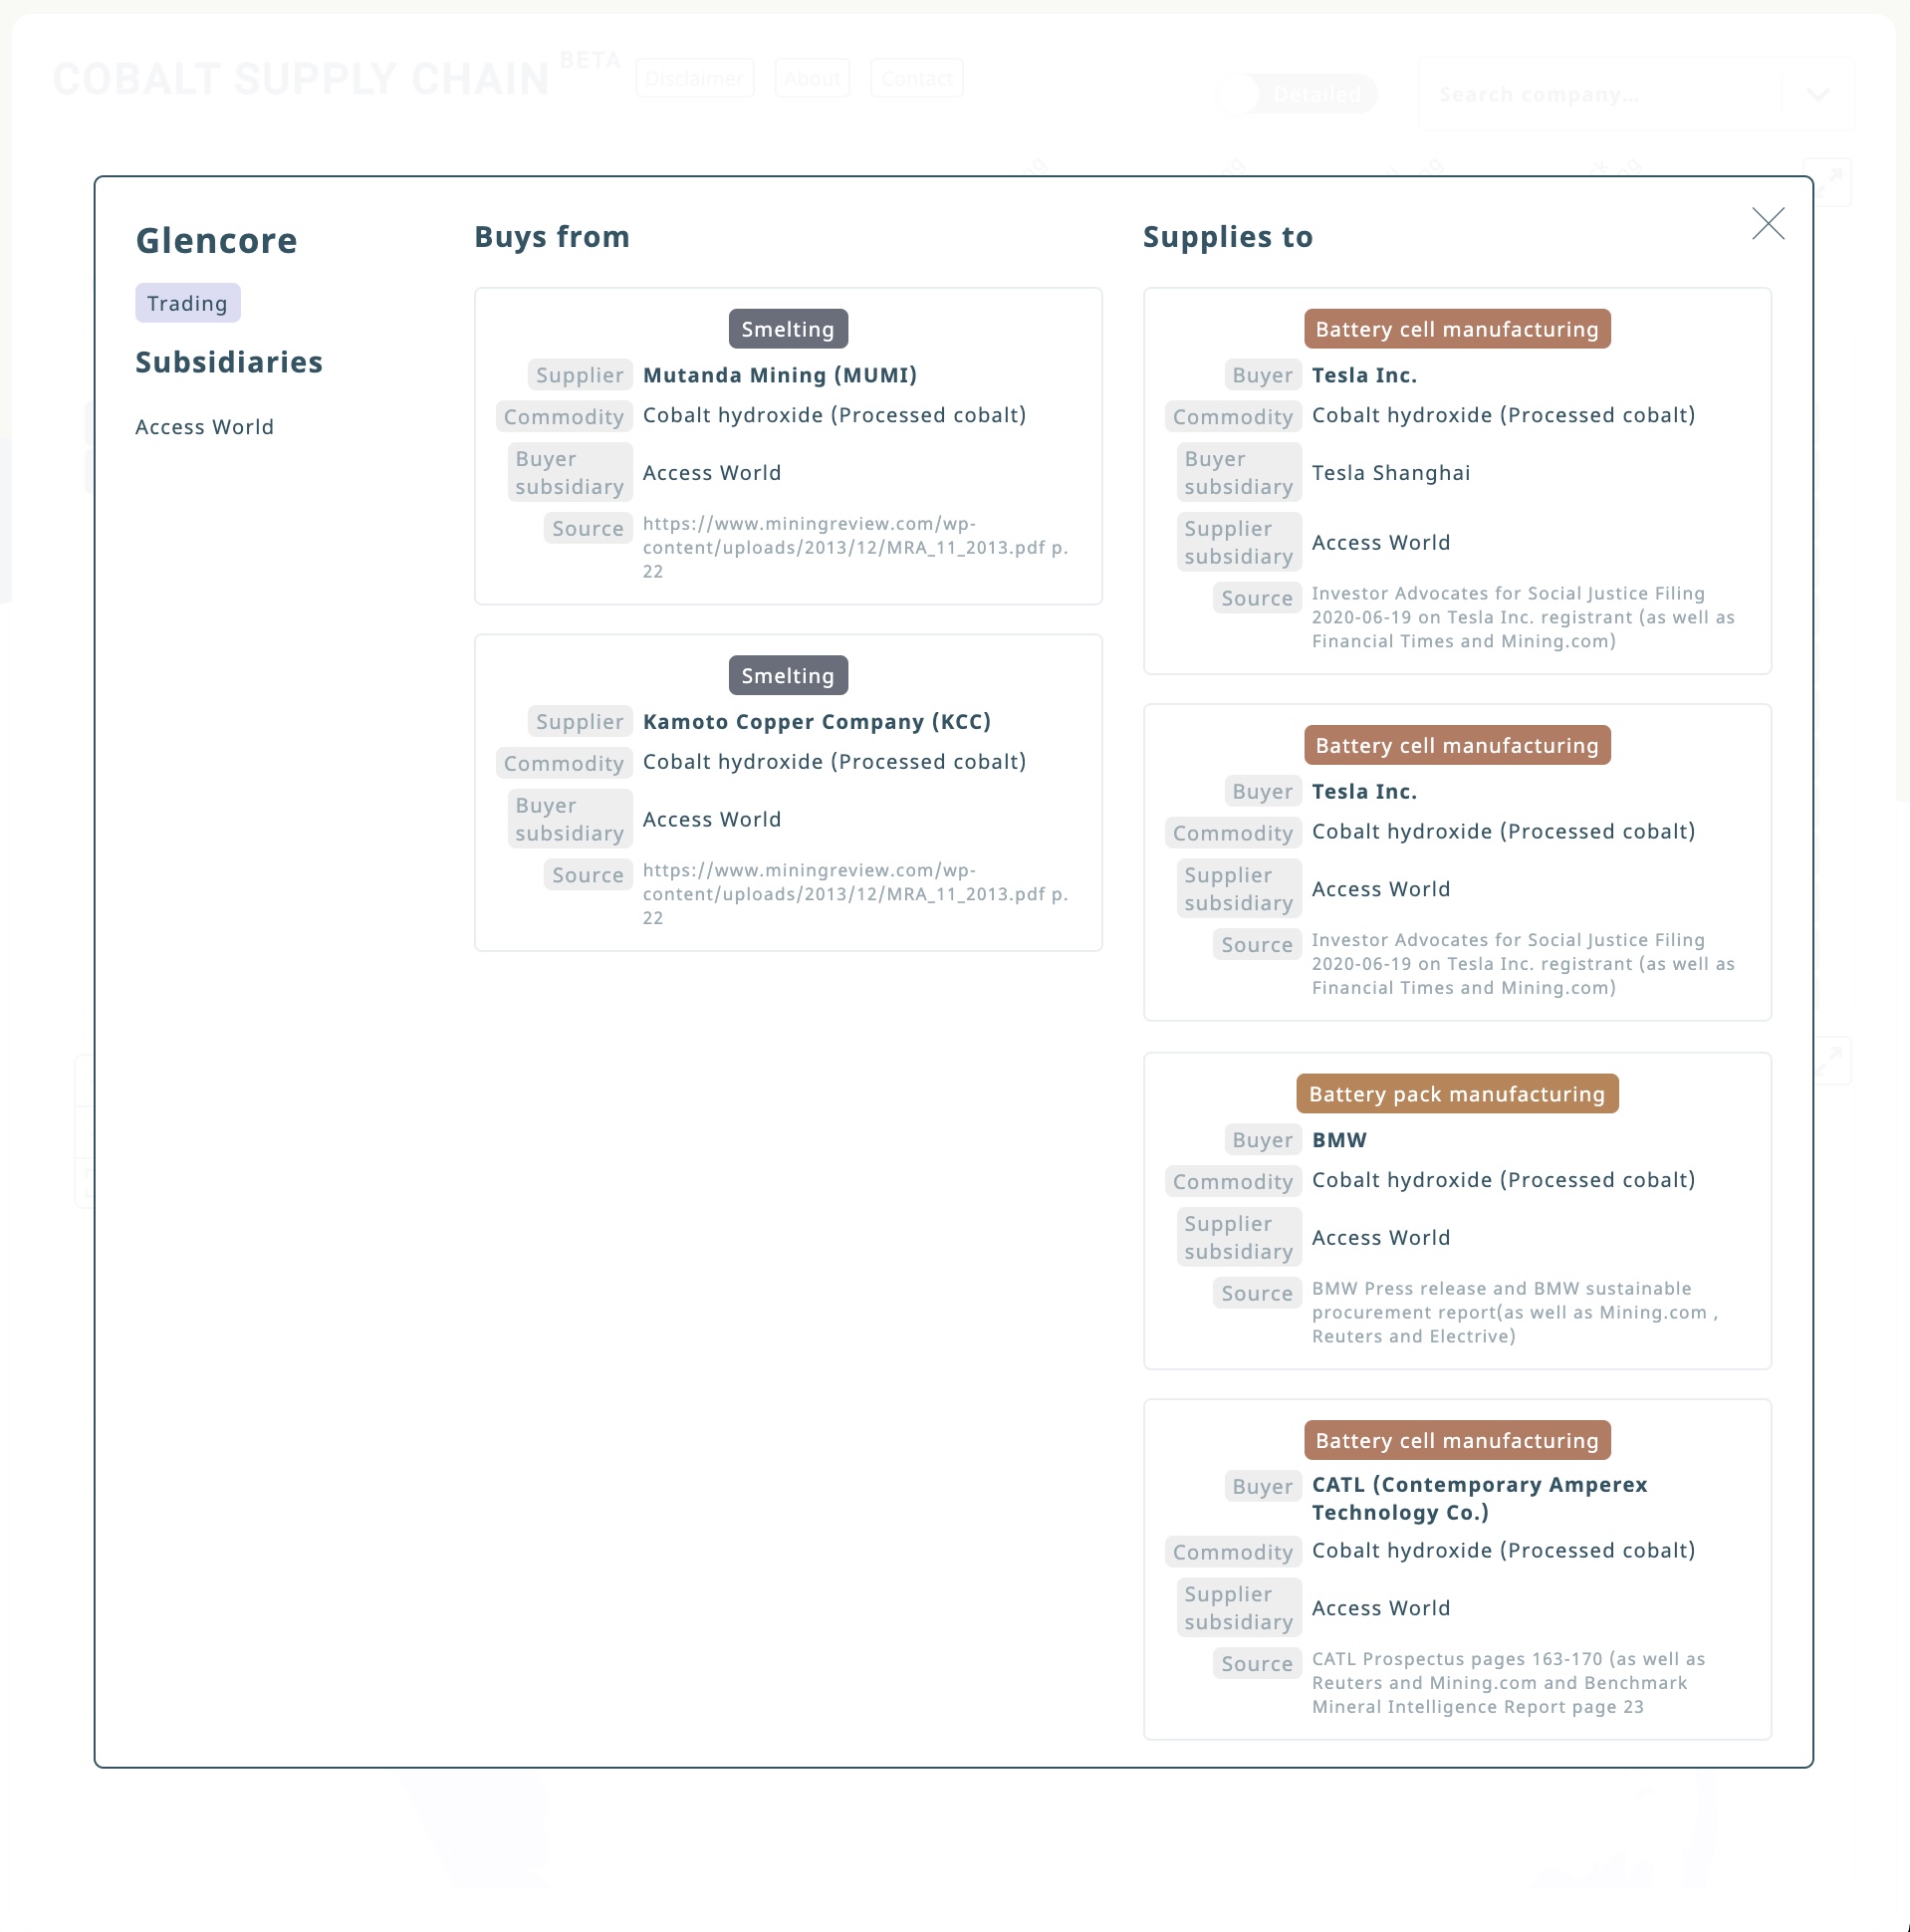 COBALT SUPPLY CHAIN BETA
Disclaimer
About
Contact
Detailed
Search company...
Glencore
Trading
Subsidiaries
Access World
Buys from
Smelting
Supplier Mutanda Mining (MUMI)
Commodity Cobalt hydroxide (Processed cobalt)
Buyer
subsidiary
Access World
Source
https://www.miningreview.com/wp-
content/uploads/2013/12/MRA_11_2013.pdf p.
22
Smelting
Supplier Kamoto Copper Company (KCC)
Commodity Cobalt hydroxide (Processed cobalt)
Buyer
subsidiary
Access World
Source
https://www.miningreview.com/wp-
content/uploads/2013/12/MRA_11_2013.pdf p.
22
Supplies to
Battery cell manufacturing
Buyer Tesla Inc.
Commodity Cobalt hydroxide (Processed cobalt)
Buyer
subsidiary
Tesla Shanghai
Supplier
subsidiary
Access World
Source
Investor Advocates for Social Justice Filing
2020-06-19 on Tesla Inc. registrant (as well as
Financial Times and Mining.com)
Battery cell manufacturing
Buyer Tesla Inc.
Commodity Cobalt hydroxide (Processed cobalt)
Supplier
subsidiary
Access World
Source
Investor Advocates for Social Justice Filing
2020-06-19 on Tesla Inc. registrant (as well as
Financial Times and Mining.com)
Battery pack manufacturing
Buyer BMW
Commodity Cobalt hydroxide (Processed cobalt)
Supplier
subsidiary
Access World
Source
BMW Press release and BMW sustainable
procurement report(as well as Mining.com ,
Reuters and Electrive)
Battery cell manufacturing
Buyer
CATL (Contemporary Amperex
Technology Co.)
Commodity Cobalt hydroxide (Processed cobalt)
Supplier
subsidiary
Access World
Source
CATL Prospectus pages 163-170 (as well as
Reuters and Mining.com and Benchmark
Mineral Intelligence Report page 23